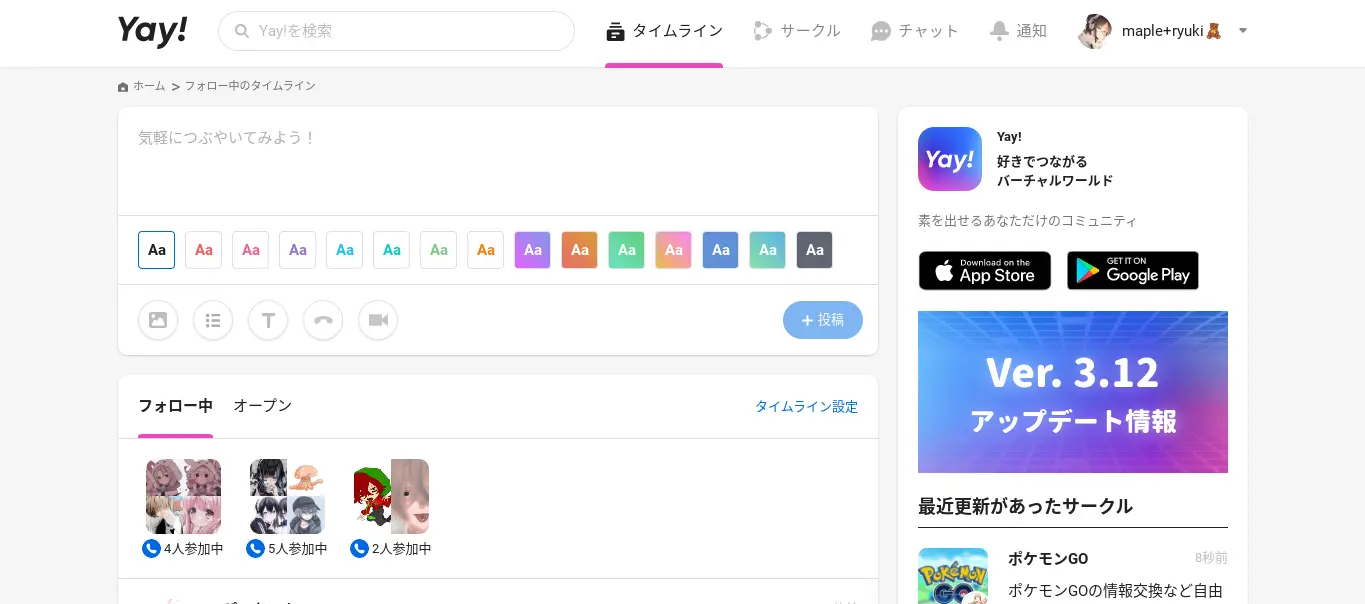 Yay!
Yay!を検索
タイムライン
サークル
チャット
通知
maple+ryuki🧸
ホーム > フォロー中のタイムライン
気軽につぶやいてみよう！
Aa Aa Aa Aa Aa Aa Aa Aa Aa Aa Aa Aa Aa Aa Aa
T
+ 投稿
フォロー中 オープン
タイムライン設定
4人参加中
5人参加中
2人参加中
Yay!
Yay!
好きでつながる
バーチャルワールド
素を出せるあなただけのコミュニティ
Download on the
App Store
GET IT ON
Google Play
Ver. 3.12
アップデート情報
最近更新があったサークル
POKÉMON
GO
ポケモンGO
8秒前
ポケモンGOの情報交換など自由